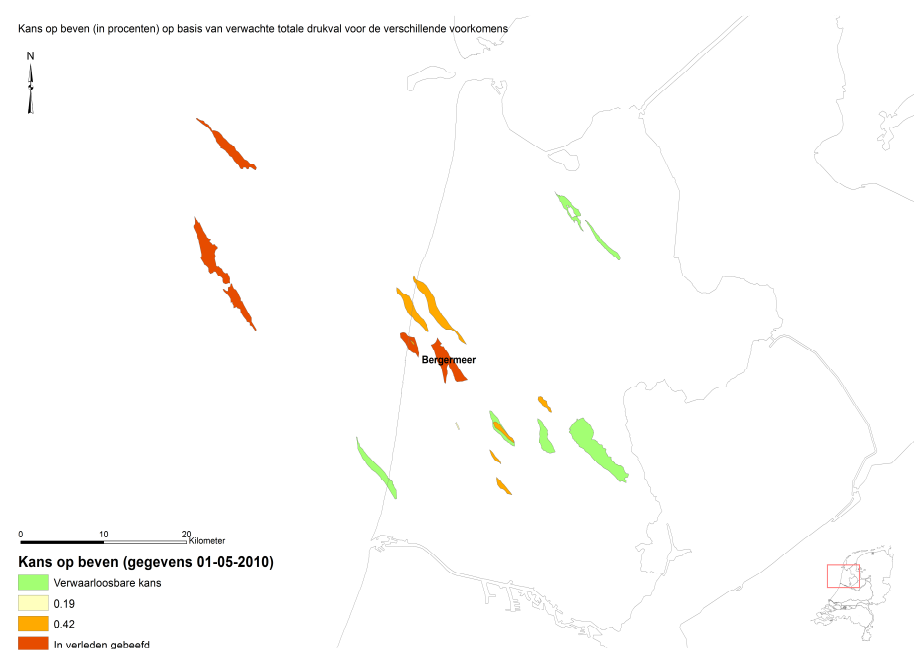 Kans op beven (in procenten) op basis van verwachte totale drukval voor de verschillende voorkomens
N
Bergermeer
0 10 20
Kilometer
Kans op beven (gegevens 01-05-2010)
Verwaarloosbare kans
0.19
0.42
In verleden gebeefd